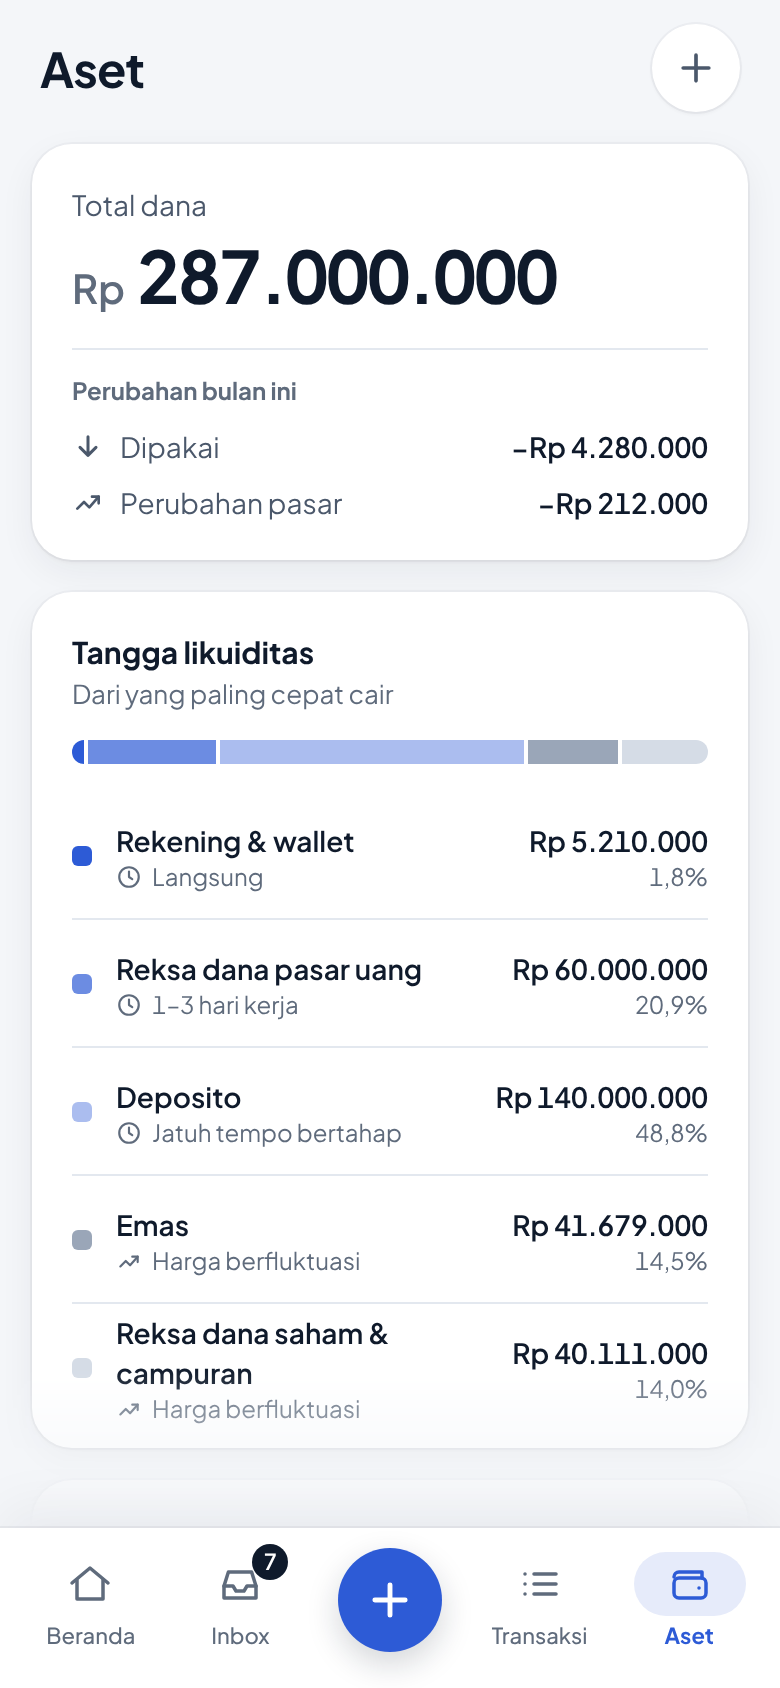 Aset
Total dana
Rp 287.000.000
Perubahan bulan ini
Dipakai –Rp 4.280.000
Perubahan pasar –Rp 212.000
Tangga likuiditas
Dari yang paling cepat cair
Rekening & wallet Rp 5.210.000
Langsung 1,8%
Reksa dana pasar uang Rp 60.000.000
1–3 hari kerja 20,9%
Deposito Rp 140.000.000
Jatuh tempo bertahap 48,8%
Emas Rp 41.679.000
Harga berfluktuasi 14,5%
Reksa dana saham &
campuran Rp 40.111.000
Harga berfluktuasi 14,0%
7
Beranda Inbox Transaksi Aset